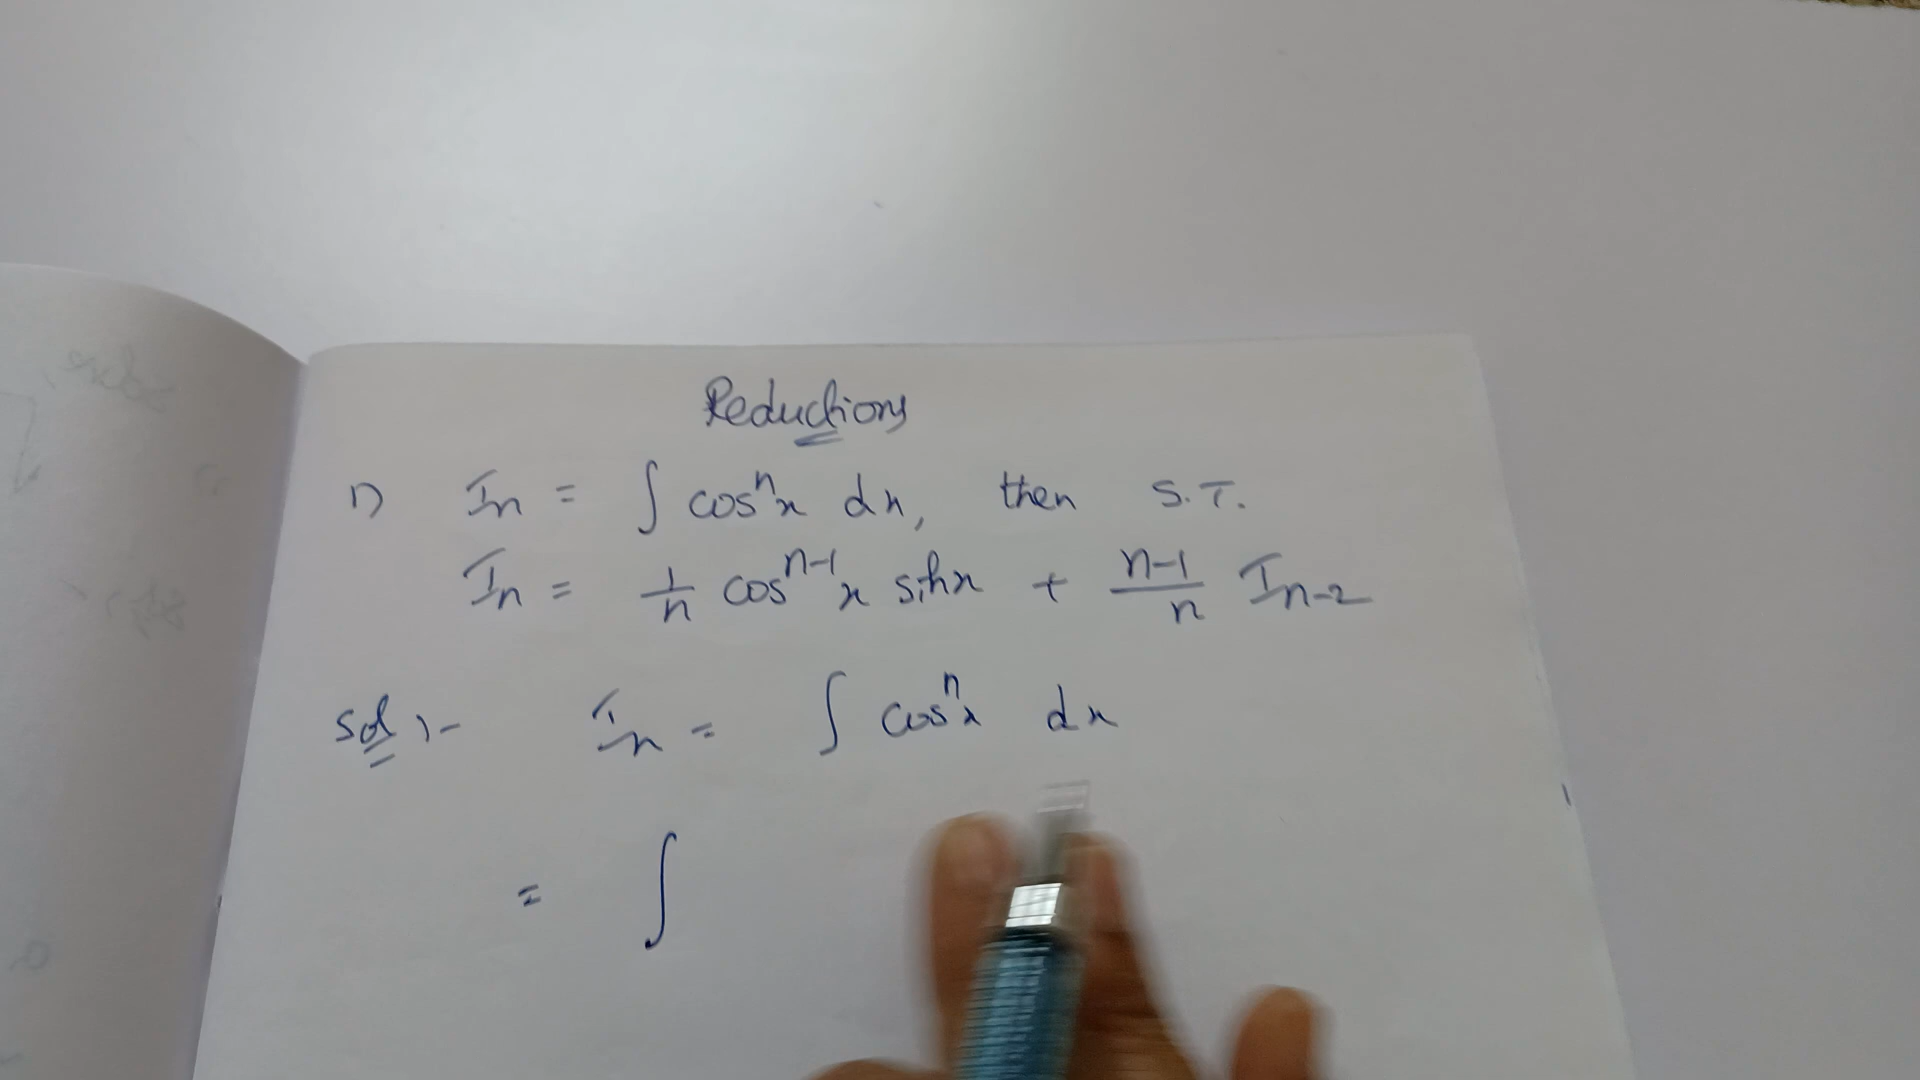 Reductions
1) Iₙ = ∫ cosⁿx dx, then S.T.
Iₙ = 1/n cosⁿ⁻¹x sinx + n-1/n Iₙ₋₂
Sol :- Iₙ = ∫ cosⁿx dx
= ∫